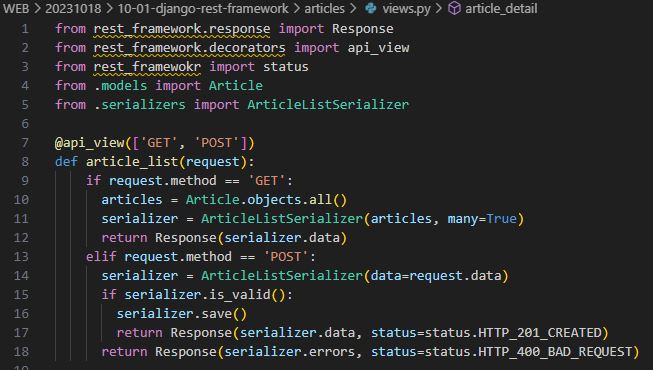 WEB > 20231018 > 10-01-django-rest-framework > articles > views.py > article_detail
1 from rest_framework.response import Response
2 from rest_framework.decorators import api_view
3 from rest_framewokr import status
4 from .models import Article
5 from .serializers import ArticleListSerializer
6
7 @api_view(['GET', 'POST'])
8 def article_list(request):
9     if request.method == 'GET':
10       articles = Article.objects.all()
11       serializer = ArticleListSerializer(articles, many=True)
12       return Response(serializer.data)
13     elif request.method == 'POST':
14       serializer = ArticleListSerializer(data=request.data)
15       if serializer.is_valid():
16         serializer.save()
17         return Response(serializer.data, status=status.HTTP_201_CREATED)
18       return Response(serializer.errors, status=status.HTTP_400_BAD_REQUEST)